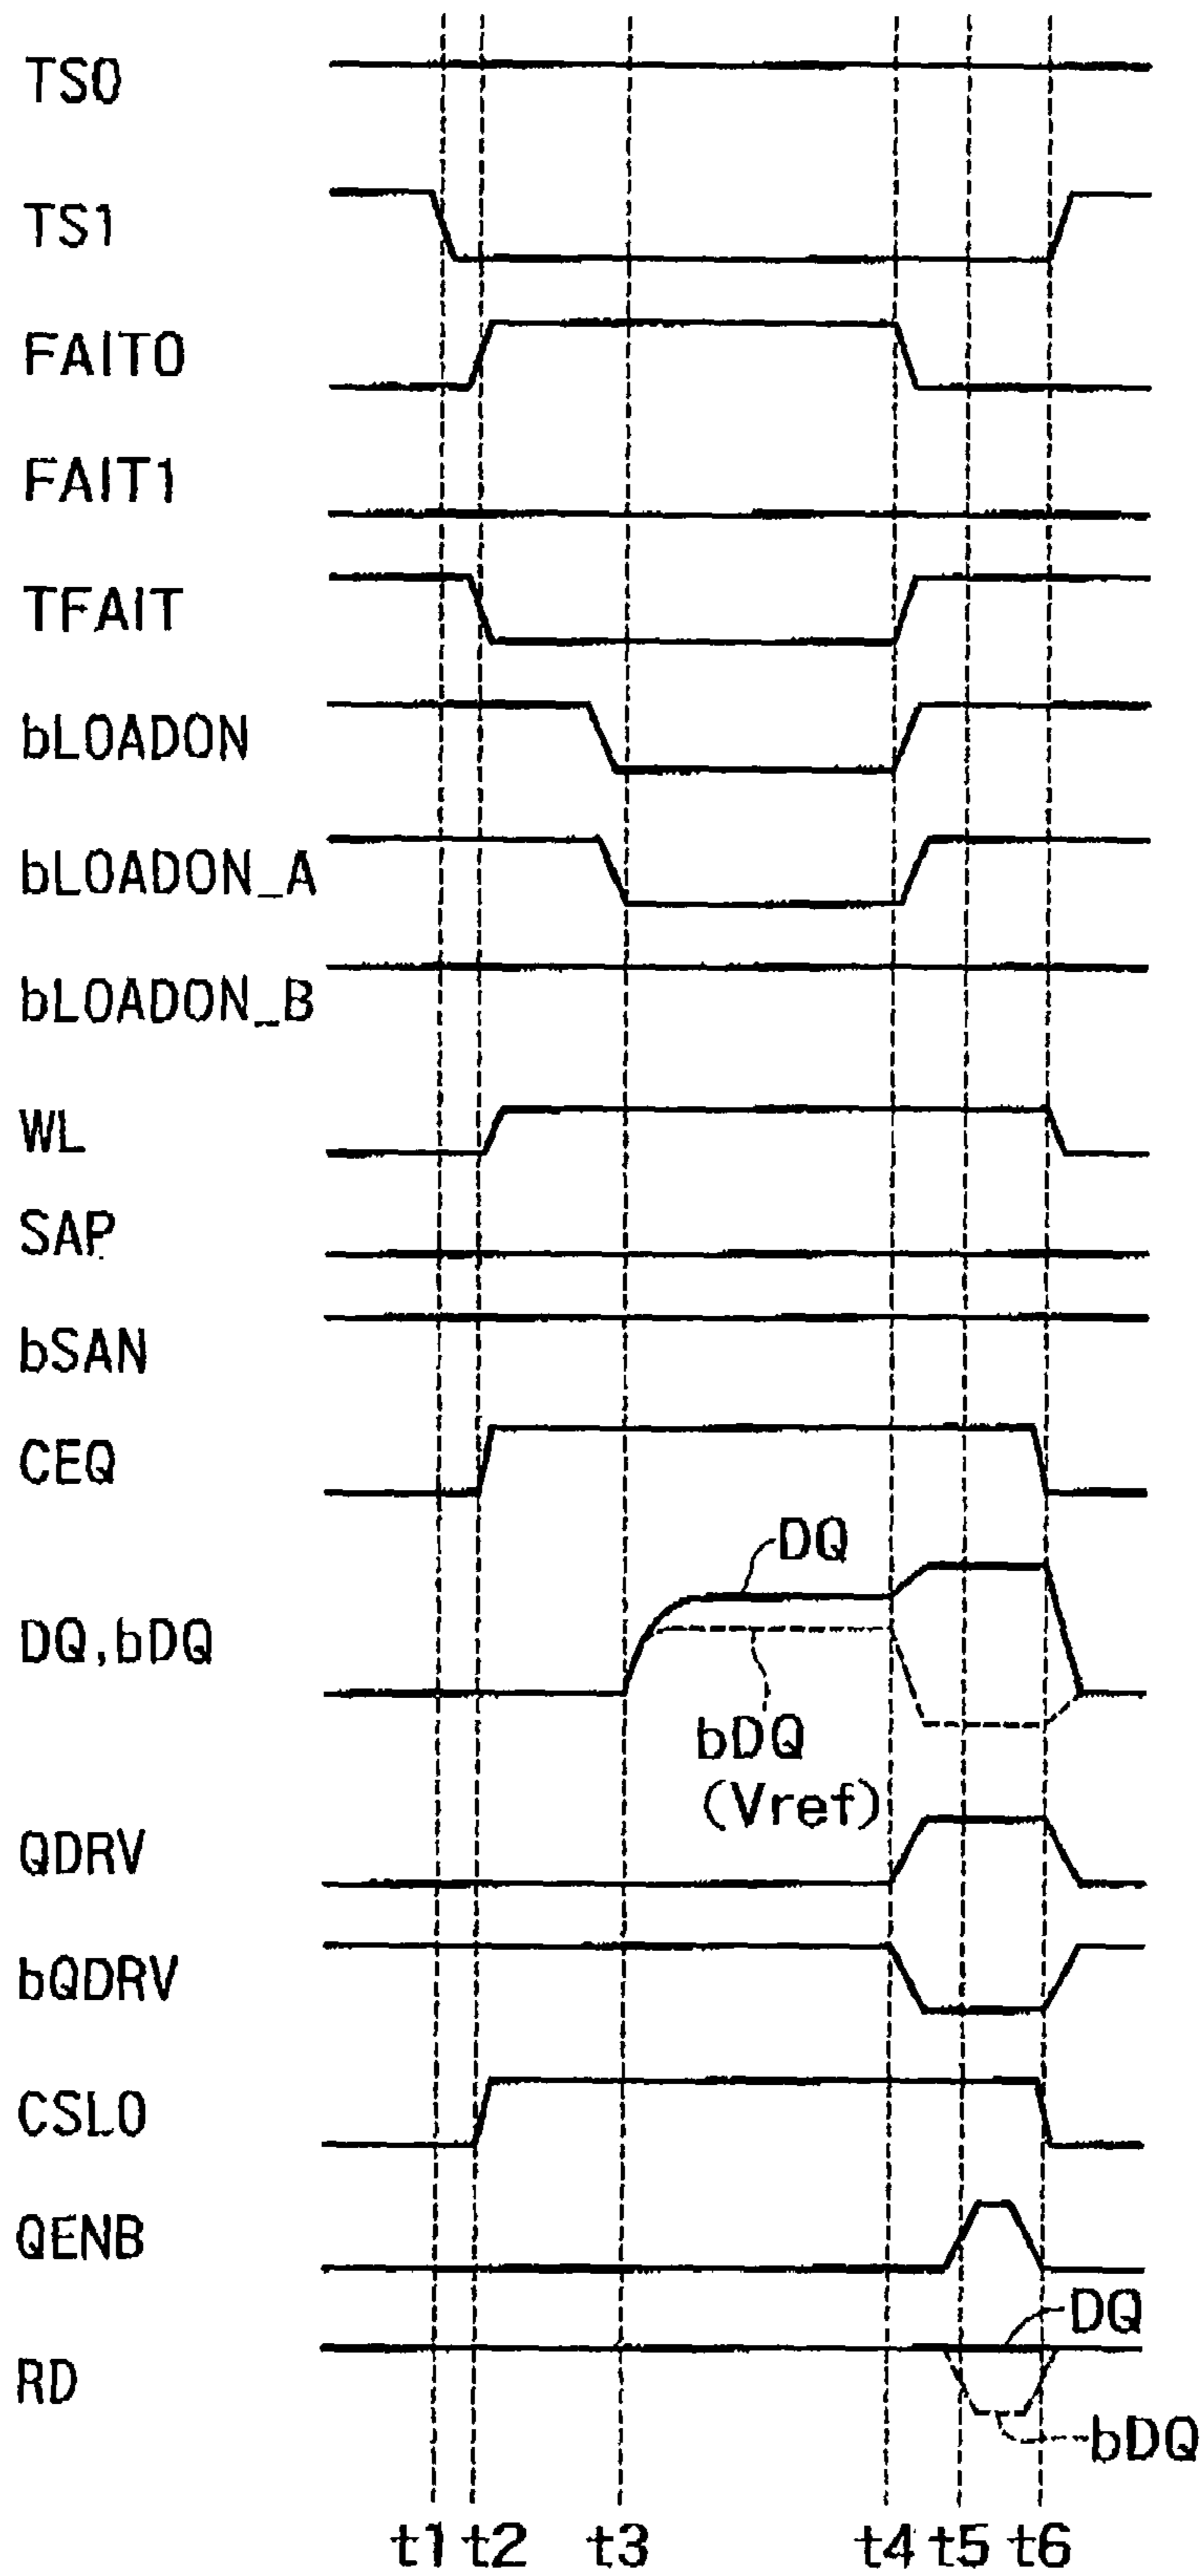 TS0
TS1
FAIT0
FAIT1
TFAIT
bLOADON
bLOADON_A
bLOADON_B
WL
SAP
bSAN
CEQ
DQ
DQ,bDQ
bDQ
(Vref)
QDRV
bQDRV
CSL0
QENB
DQ
RD
bDQ
t1 t2 t3 t4 t5 t6